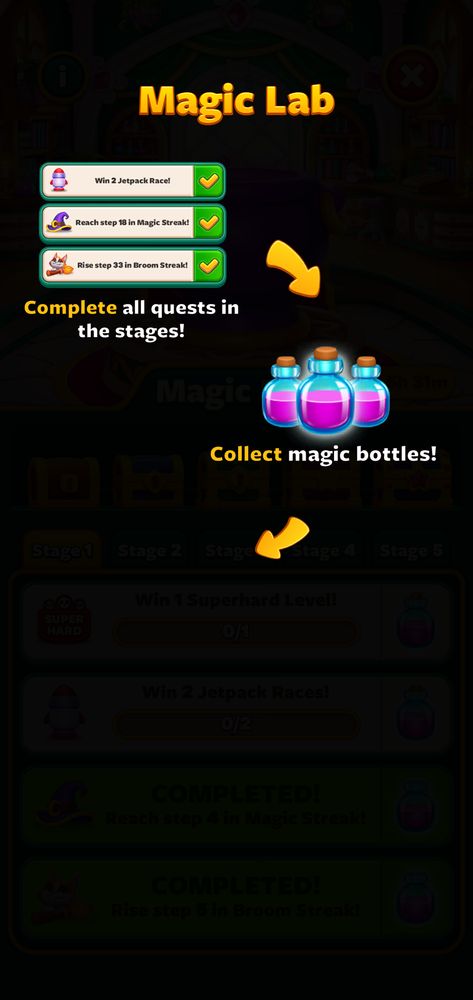 Magic Lab
Win 2 Jetpack Race!
Reach step 18 in Magic Streak!
Rise step 33 in Broom Streak!
Complete all quests in
the stages!
Magic
31m
Collect magic bottles!
Stage 1
Stage 2
Stage
Stage 4
Stage 5
Win 1 Superhard Level!
SUPER
HARD
0/1
Win 2 Jetpack Races!
0/2
COMPLETED!
Reach step 4 in Magic Streak!
COMPLETED!
Rise step 5 in Broom Streak!